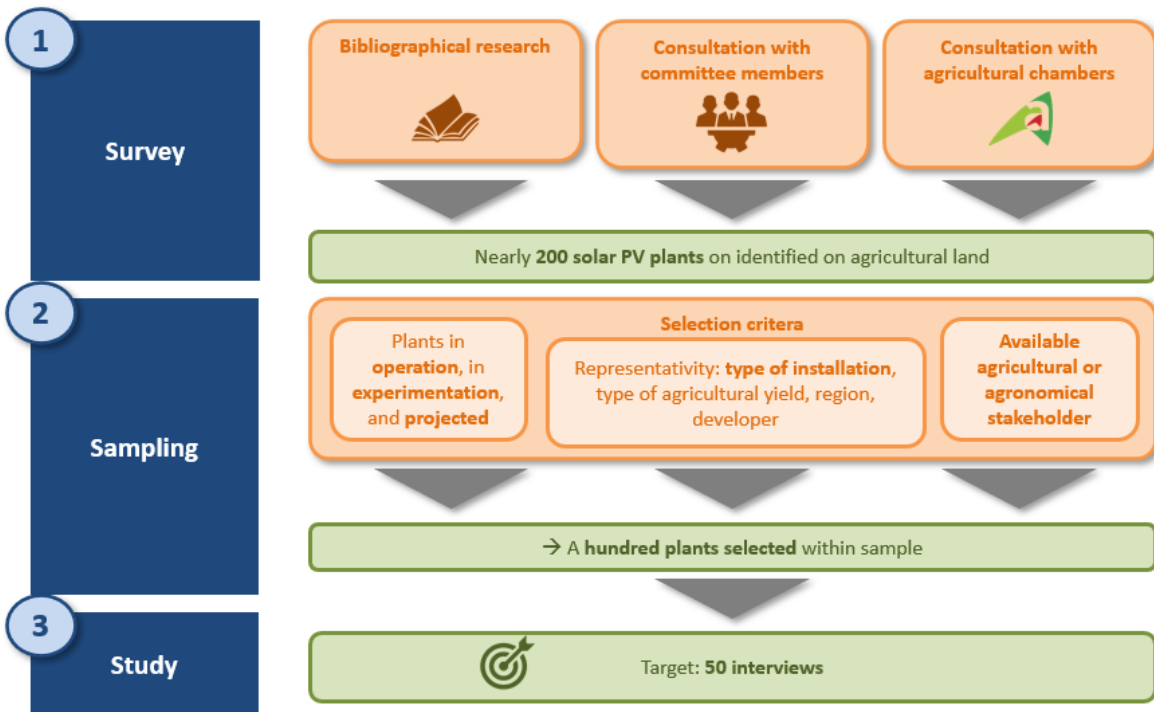 1
Survey
Bibliographical research
Consultation with
committee members
Consultation with
agricultural chambers
Nearly 200 solar PV plants on identified on agricultural land
2
Sampling
Selection critera
Plants in
operation, in
experimentation,
and projected
Representativity: type of installation,
type of agricultural yield, region,
developer
Available
agricultural or
agronomical
stakeholder
→ A hundred plants selected within sample
3
Study
Target: 50 interviews